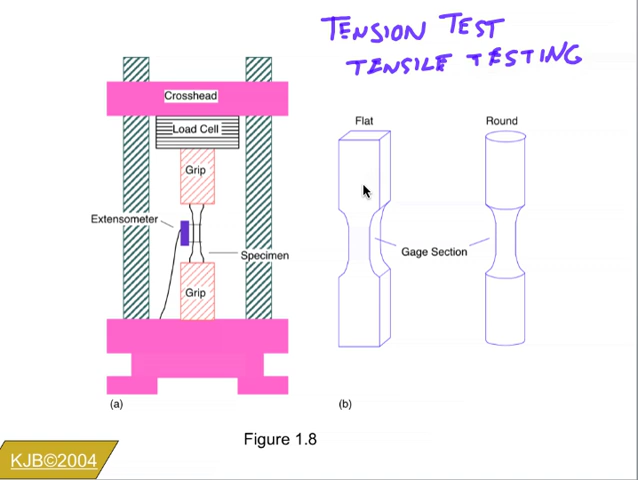 TENSION TEST
TENSILE TESTING
Crosshead
Load Cell
Grip
Extensometer
Specimen
Grip
(a)
Flat
Round
Gage Section
(b)
Figure 1.8
KJB©2004